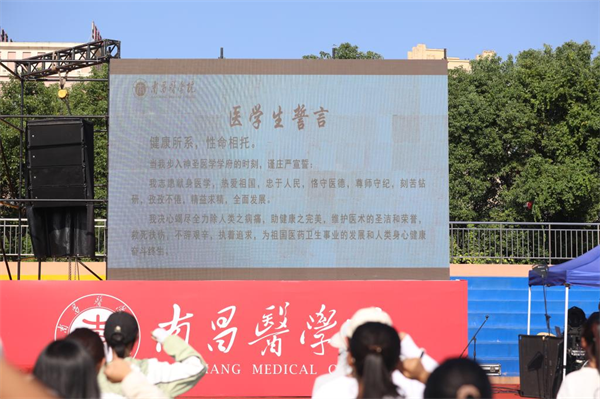 南昌醫学院
医学生誓言
健康所系，性命相托。
当我步入神圣医学学府的时刻，谨庄严宣誓：
我志愿献身医学，热爱祖国，忠于人民，恪守医德，尊师守纪，刻苦钻
研，孜孜不倦，精益求精，全面发展。
我决心竭尽全力除人类之病痛，助健康之完美，维护医术的圣洁和荣誉，
救死扶伤，不辞艰辛，执着追求，为祖国医药卫生事业的发展和人类身心健康
奋斗终生。
南昌醫学
HANG MEDICAL